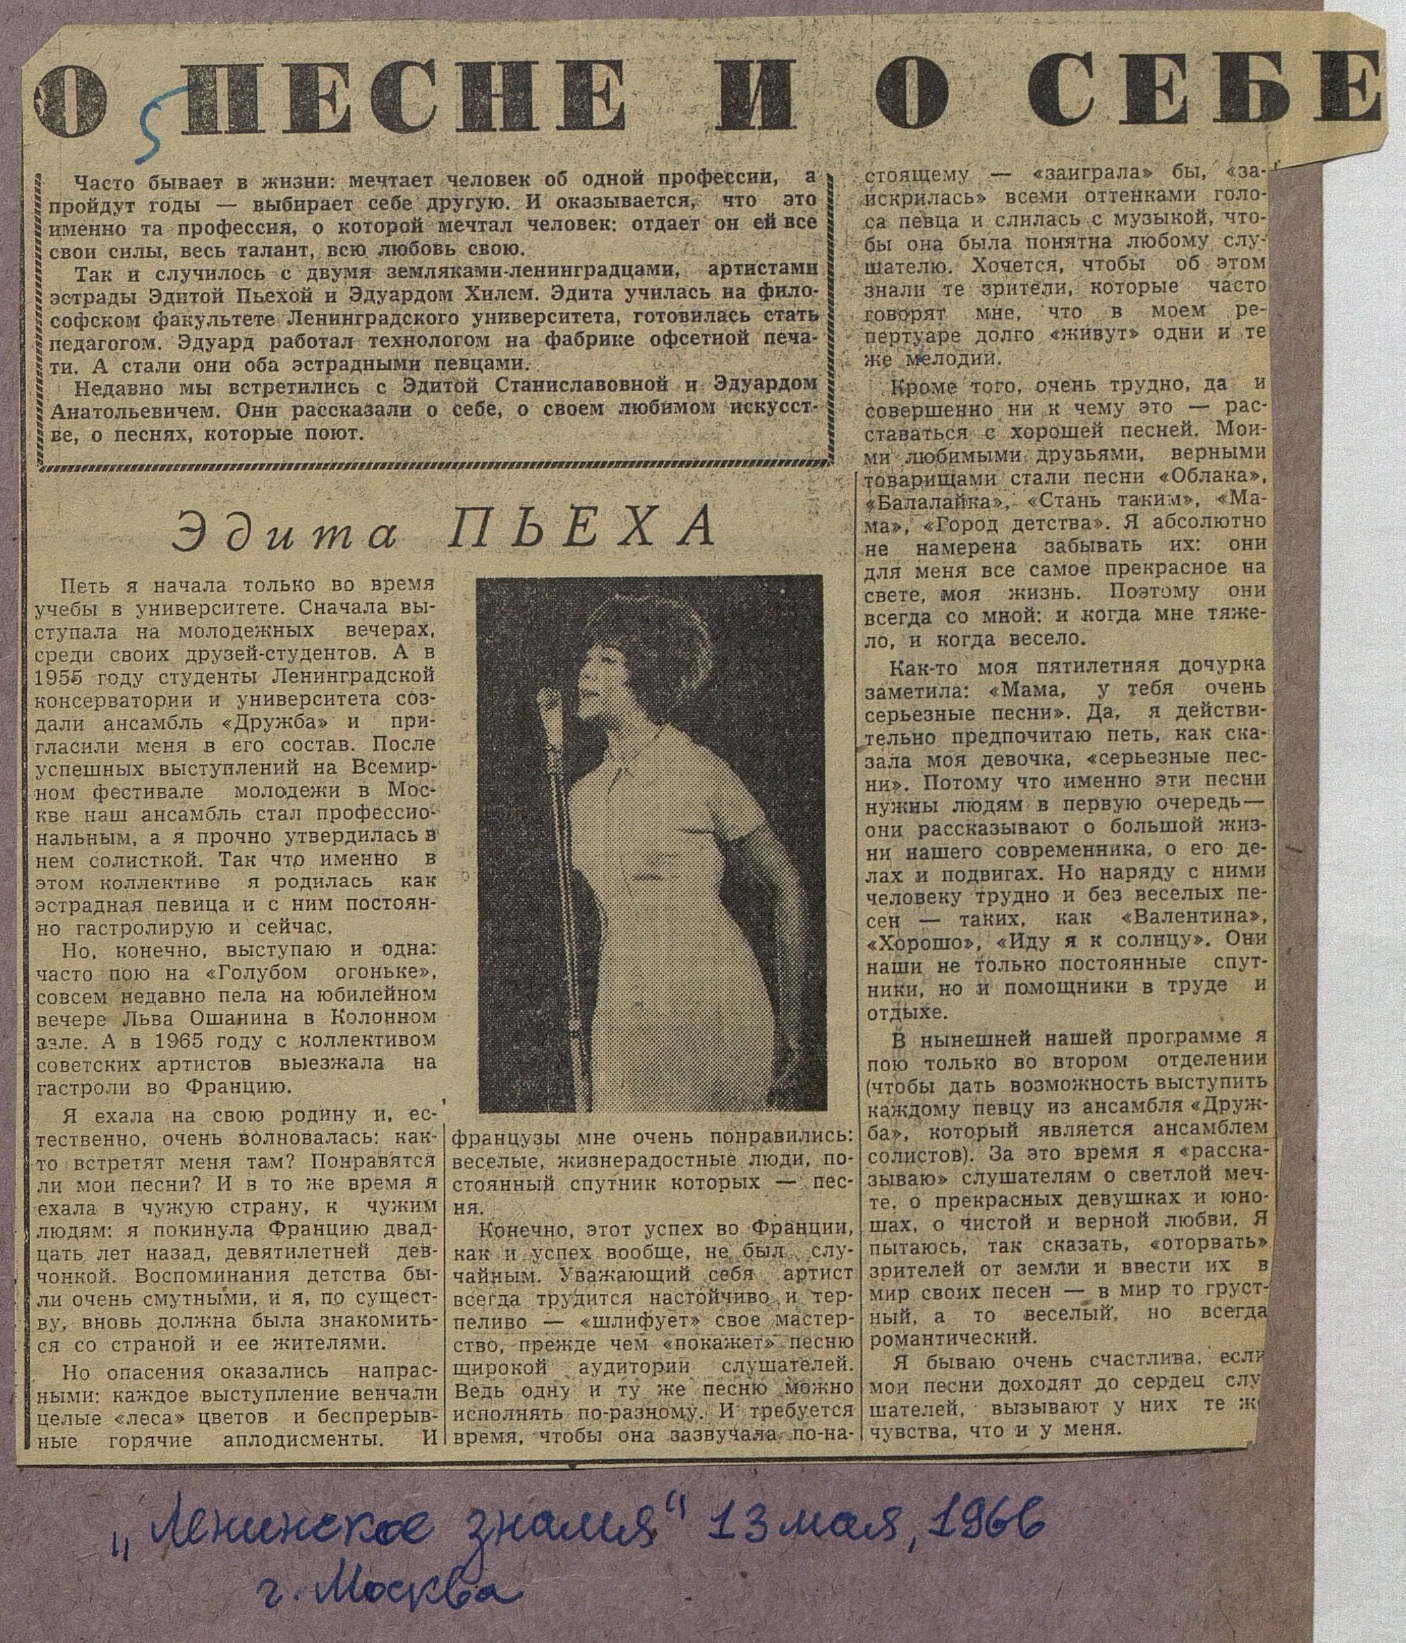 О ПЕСНЕ И О СЕБЕ
Часто бывает в жизни: мечтает человек об одной профессии, а
пройдут годы — выбирает себе другую. И оказывается, что это
именно та профессия, о которой мечтал человек: отдает он ей все
свои силы, весь талант, всю любовь свою.
Так и случилось с двумя земляками-ленинградцами, артистами
эстрады Эдитой Пьехой и Эдуардом Хилем. Эдита училась на фило-
софском факультете Ленинградского университета, готовилась стать
педагогом. Эдуард работал технологом на фабрике офсетной печа-
ти. А стали они оба эстрадными певцами.
Недавно мы встретились с Эдитой Станиславовной и Эдуардом
Анатольевичем. Они рассказали о себе, о своем любимом искусст-
ве, о песнях, которые поют.
Эдита ПЬЕХА
Петь я начала только во время
учебы в университете. Сначала вы-
ступала на молодежных вечерах,
среди своих друзей-студентов. А в
1955 году студенты Ленинградской
консерватории и университета соз-
дали ансамбль «Дружба» и при-
гласили меня в его состав. После
успешных выступлений на Всемир-
ном фестивале молодежи в Мос-
кве наш ансамбль стал профессио-
нальным, а я прочно утвердилась в
нем солисткой. Так что именно в
этом коллективе я родилась как
эстрадная певица и с ним постоян-
но гастролирую и сейчас.
Но, конечно, выступаю и одна:
часто пою на «Голубом огоньке»,
совсем недавно пела на юбилейном
вечере Льва Ошанина в Колонном
зале. А в 1965 году с коллективом
советских артистов выезжала на
гастроли во Францию.
Я ехала на свою родину и, ес-
тественно, очень волновалась: как-
то встретят меня там? Понравятся
ли мои песни? И в то же время я
ехала в чужую страну, к чужим
людям: я покинула Францию двад-
цать лет назад, девятилетней дев-
чонкой. Воспоминания детства бы-
ли очень смутными, и я, по сущест-
ву, вновь должна была знакомить-
ся со страной и ее жителями.
Но опасения оказались напрас-
ными: каждое выступление венчали
целые «леса» цветов и беспрерыв-
ные горячие аплодисменты. И
французы мне очень понравились:
веселые, жизнерадостные люди, по-
стоянный спутник которых — пес-
ня.
Конечно, этот успех во Франции,
как и успех вообще, не был слу-
чайным. Уважающий себя артист
всегда трудится настойчиво и тер-
пеливо — «шлифует» свое мастер-
ство, прежде чем «покажет» песню
широкой аудитории слушателей.
Ведь одну и ту же песню можно
исполнять по-разному. И требуется
время, чтобы она зазвучала по-на-
стоящему — «заиграла» бы, «за-
искрилась» всеми оттенками голо-
са певца и слилась с музыкой, что-
бы она была понятна любому слу-
шателю. Хочется, чтобы об этом
знали те зрители, которые часто
говорят мне, что в моем ре-
пертуаре долго «живут» одни и те
же мелодии.
Кроме того, очень трудно, да и
совершенно ни к чему это — рас-
ставаться с хорошей песней. Мои-
ми любимыми друзьями, верными
товарищами стали песни «Облака»,
«Балалайка», «Стань таким», «Ма-
ма», «Город детства». Я абсолютно
не намерена забывать их: они
для меня все самое прекрасное на
свете, моя жизнь. Поэтому они
всегда со мной: и когда мне тяже-
ло, и когда весело.
Как-то моя пятилетняя дочурка
заметила: «Мама, у тебя очень
серьезные песни». Да, я действи-
тельно предпочитаю петь, как ска-
зала моя девочка, «серьезные пес-
ни». Потому что именно эти песни
нужны людям в первую очередь —
они рассказывают о большой жиз-
ни нашего современника, о его де-
лах и подвигах. Но наряду с ними
человеку трудно и без веселых пе-
сен — таких, как «Валентина»,
«Хорошо», «Иду я к солнцу». Они
наши не только постоянные спут-
ники, но и помощники в труде и
отдыхе.
В нынешней нашей программе я
пою только во втором отделении
(чтобы дать возможность выступить
каждому певцу из ансамбля «Друж-
ба», который является ансамблем
солистов). За это время я «расска-
зываю» слушателям о светлой меч-
те, о прекрасных девушках и юно-
шах, о чистой и верной любви. Я
пытаюсь, так сказать, «оторвать»
зрителей от земли и ввести их в
мир своих песен — в мир то груст-
ный, а то веселый, но всегда
романтический.
Я бываю очень счастлива, если
мои песни доходят до сердец слу
шателей, вызывают у них те ж
чувства, что и у меня.
„Ленинское знамя" 13 мая, 1966
г. Москва